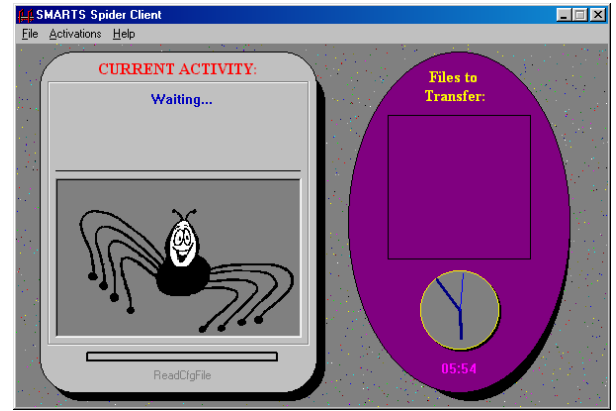 SMARTS Spider Client
File Activations Help
CURRENT ACTIVITY:
Waiting...
ReadCfgFile
Files to
Transfer:
05:54